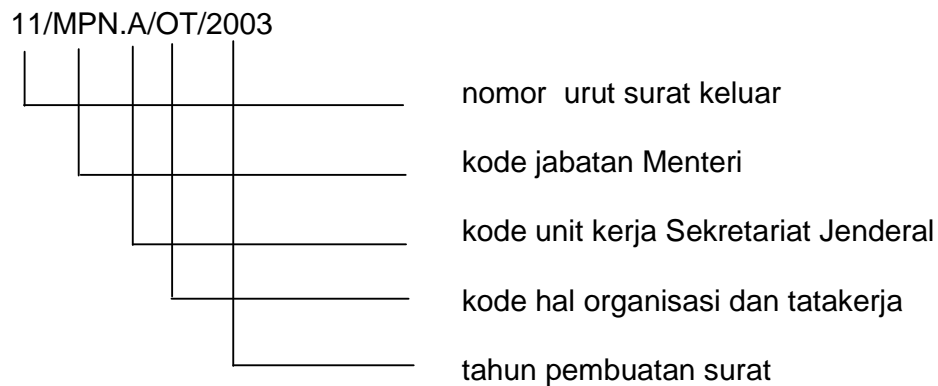 11/MPN.A/OT/2003
nomor urut surat keluar
kode jabatan Menteri
kode unit kerja Sekretariat Jenderal
kode hal organisasi dan tatakerja
tahun pembuatan surat